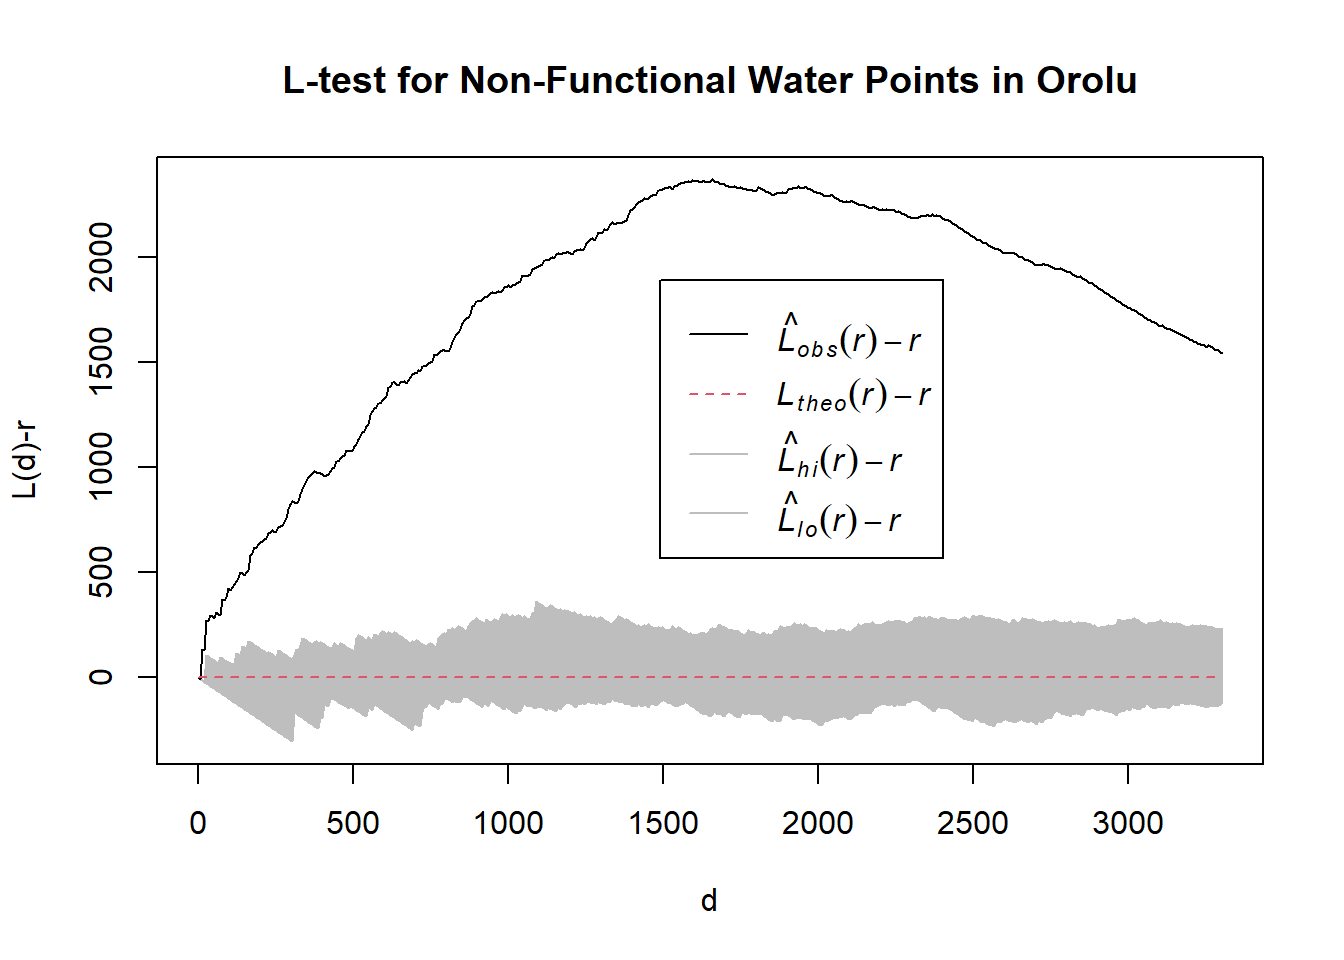 L-test for Non-Functional Water Points in Orolu
L(d)-r
2000
1500
1000
500
0
L̂obs(r) – r
Ltheo(r) – r
L̂hi(r) – r
L̂lo(r) – r
0 500 1000 1500 2000 2500 3000
d